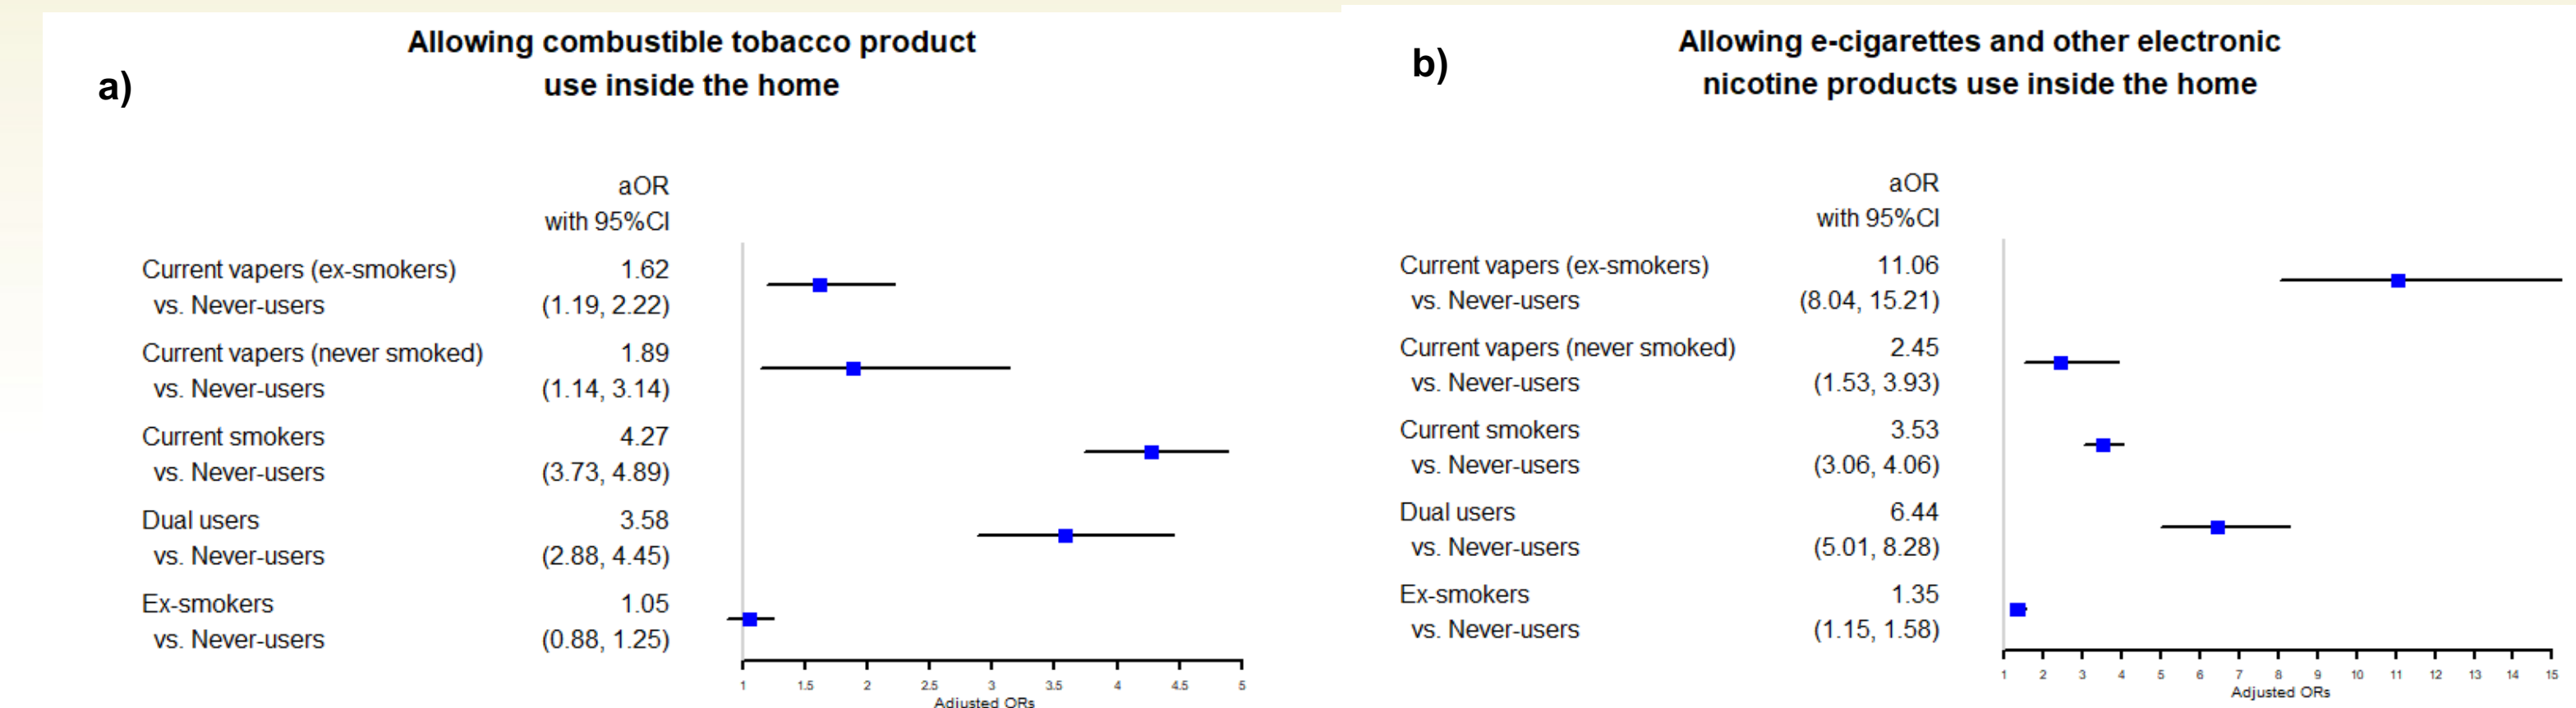 a)
Allowing combustible tobacco product
use inside the home
aOR
with 95%CI
Current vapers (ex-smokers) 1.62
vs. Never-users (1.19, 2.22)
Current vapers (never smoked) 1.89
vs. Never-users (1.14, 3.14)
Current smokers 4.27
vs. Never-users (3.73, 4.89)
Dual users 3.58
vs. Never-users (2.88, 4.45)
Ex-smokers 1.05
vs. Never-users (0.88, 1.25)
1 1.5 2 2.5 3 3.5 4 4.5 5
Adjusted ORs
b)
Allowing e-cigarettes and other electronic
nicotine products use inside the home
aOR
with 95%CI
Current vapers (ex-smokers) 11.06
vs. Never-users (8.04, 15.21)
Current vapers (never smoked) 2.45
vs. Never-users (1.53, 3.93)
Current smokers 3.53
vs. Never-users (3.06, 4.06)
Dual users 6.44
vs. Never-users (5.01, 8.28)
Ex-smokers 1.35
vs. Never-users (1.15, 1.58)
1 2 3 4 5 6 7 8 9 10 11 12 13 14 15
Adjusted ORs